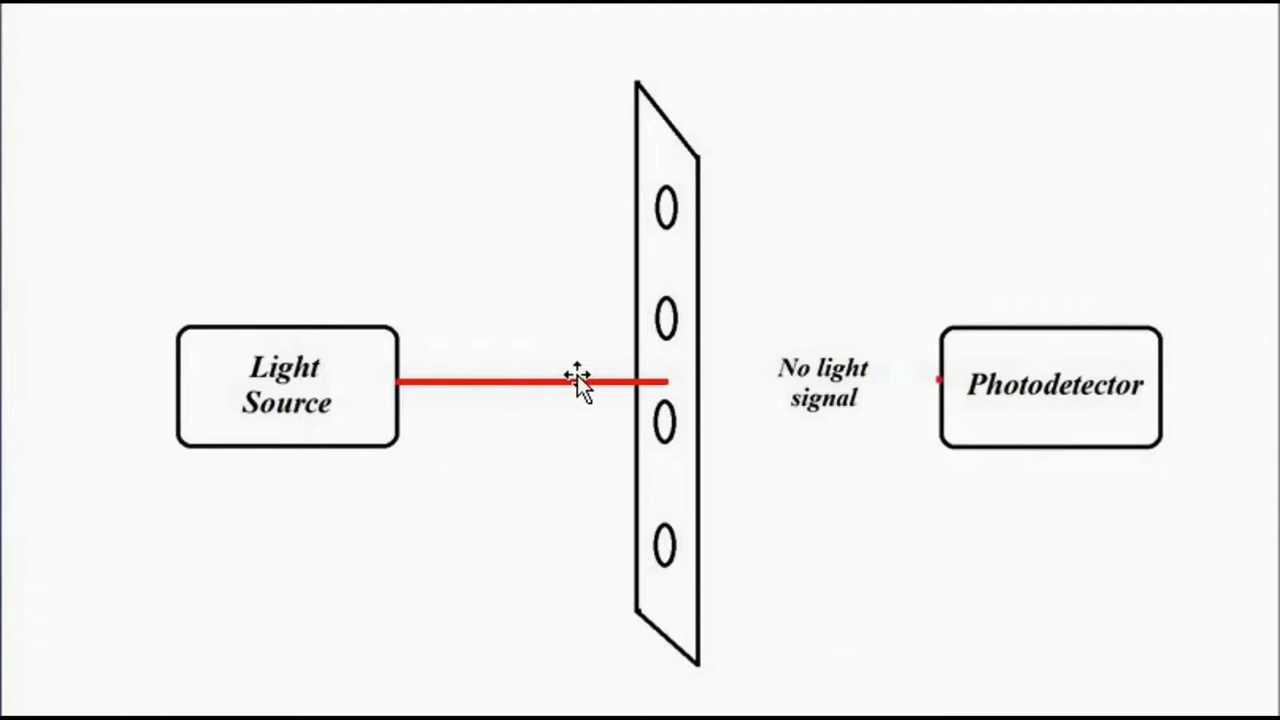 Light
Source
No light
signal
Photodetector